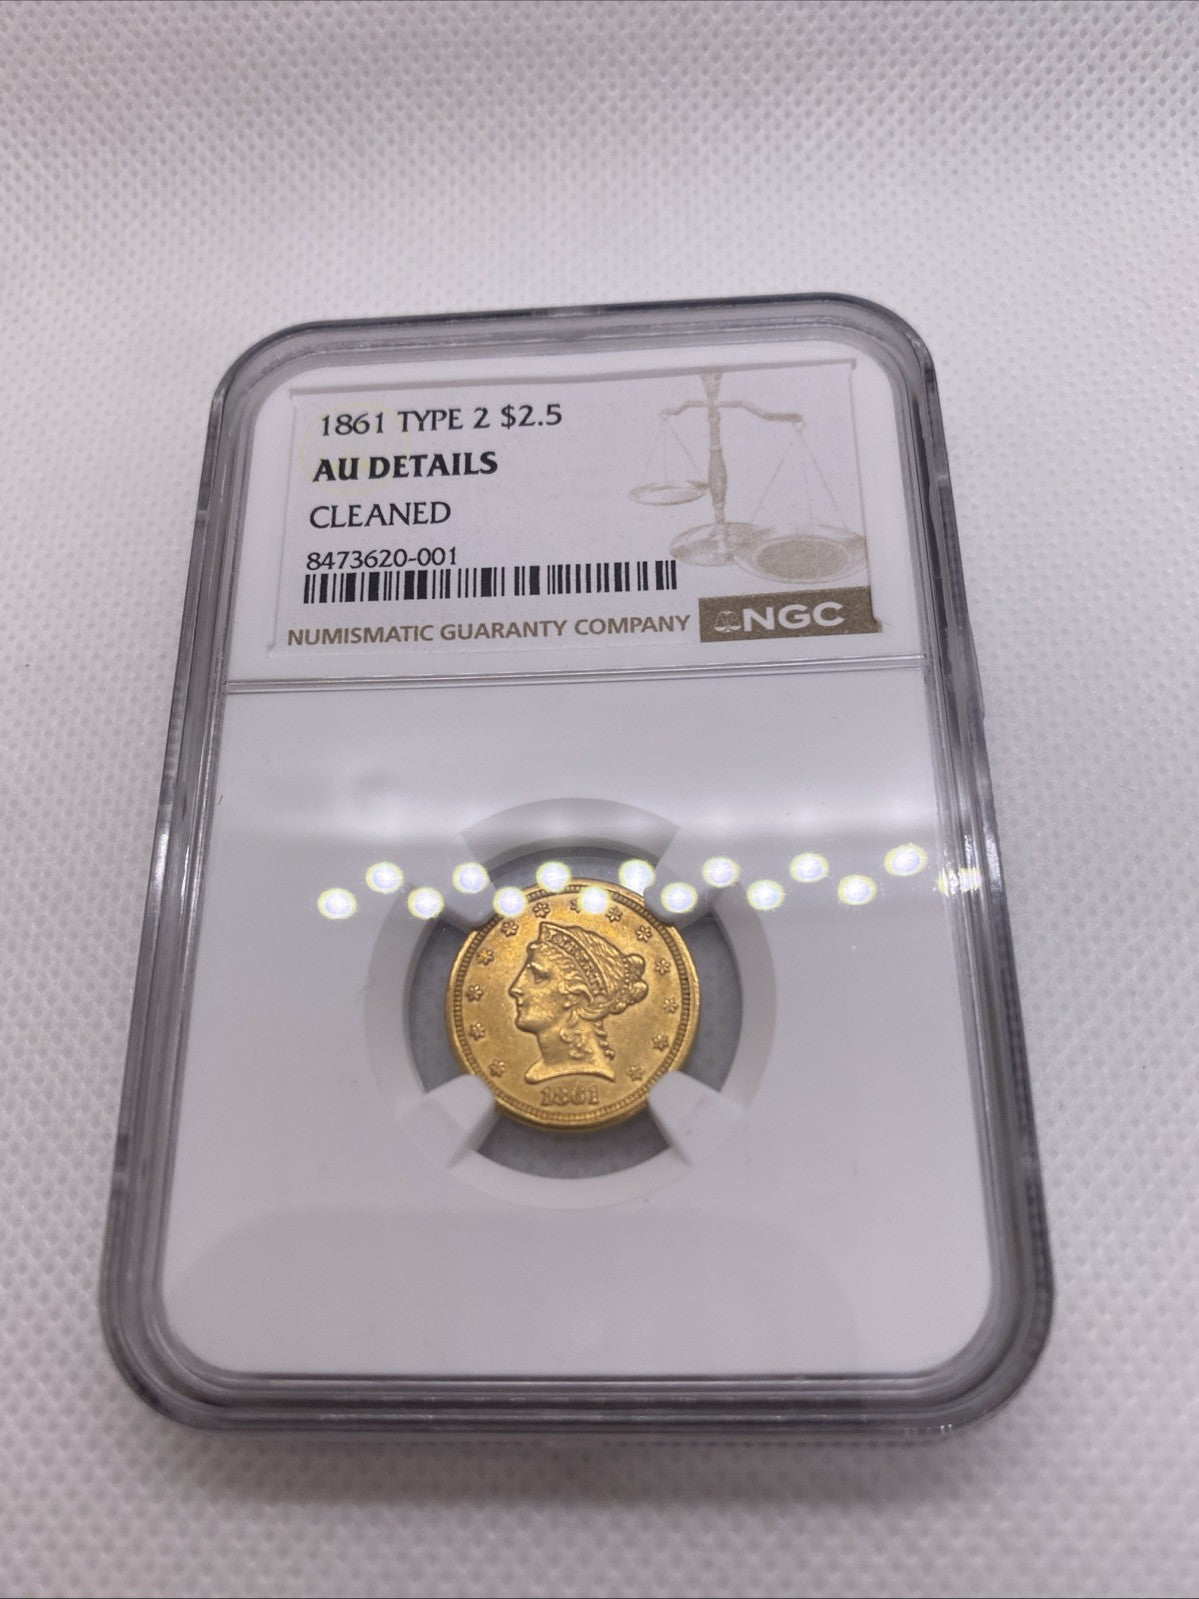 1861 TYPE 2 $2.5
AU DETAILS
CLEANED
8473620-001
NUMISMATIC GUARANTY COMPANY NGC
1861